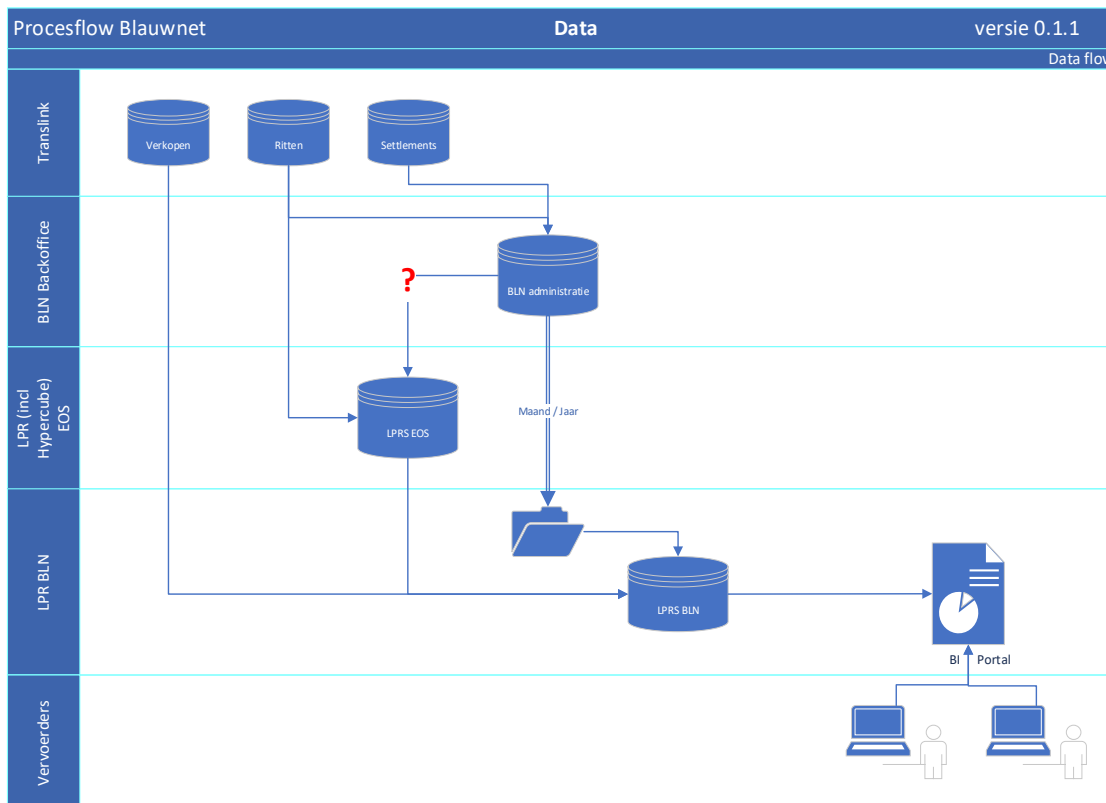 Procesflow Blauwnet
Data
versie 0.1.1
Data flow
Translink
Verkopen
Ritten
Settlements
BLN Backoffice
?
BLN administratie
LPR (incl
Hypercube)
EOS
LPRS EOS
Maand / Jaar
LPR BLN
LPRS BLN
BI Portal
Vervoerders